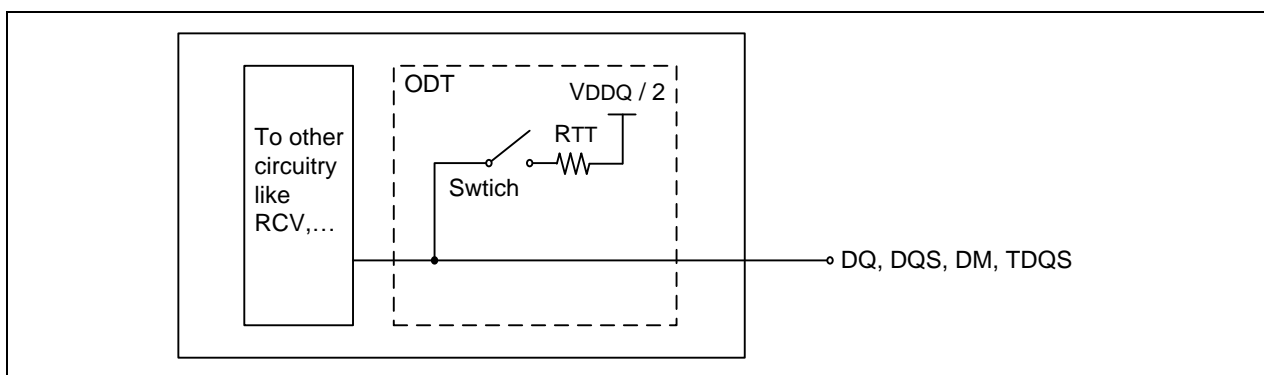 ODT
VDDQ / 2
RTT
Swtich
To other
circuitry
like
RCV,…
DQ, DQS, DM, TDQS